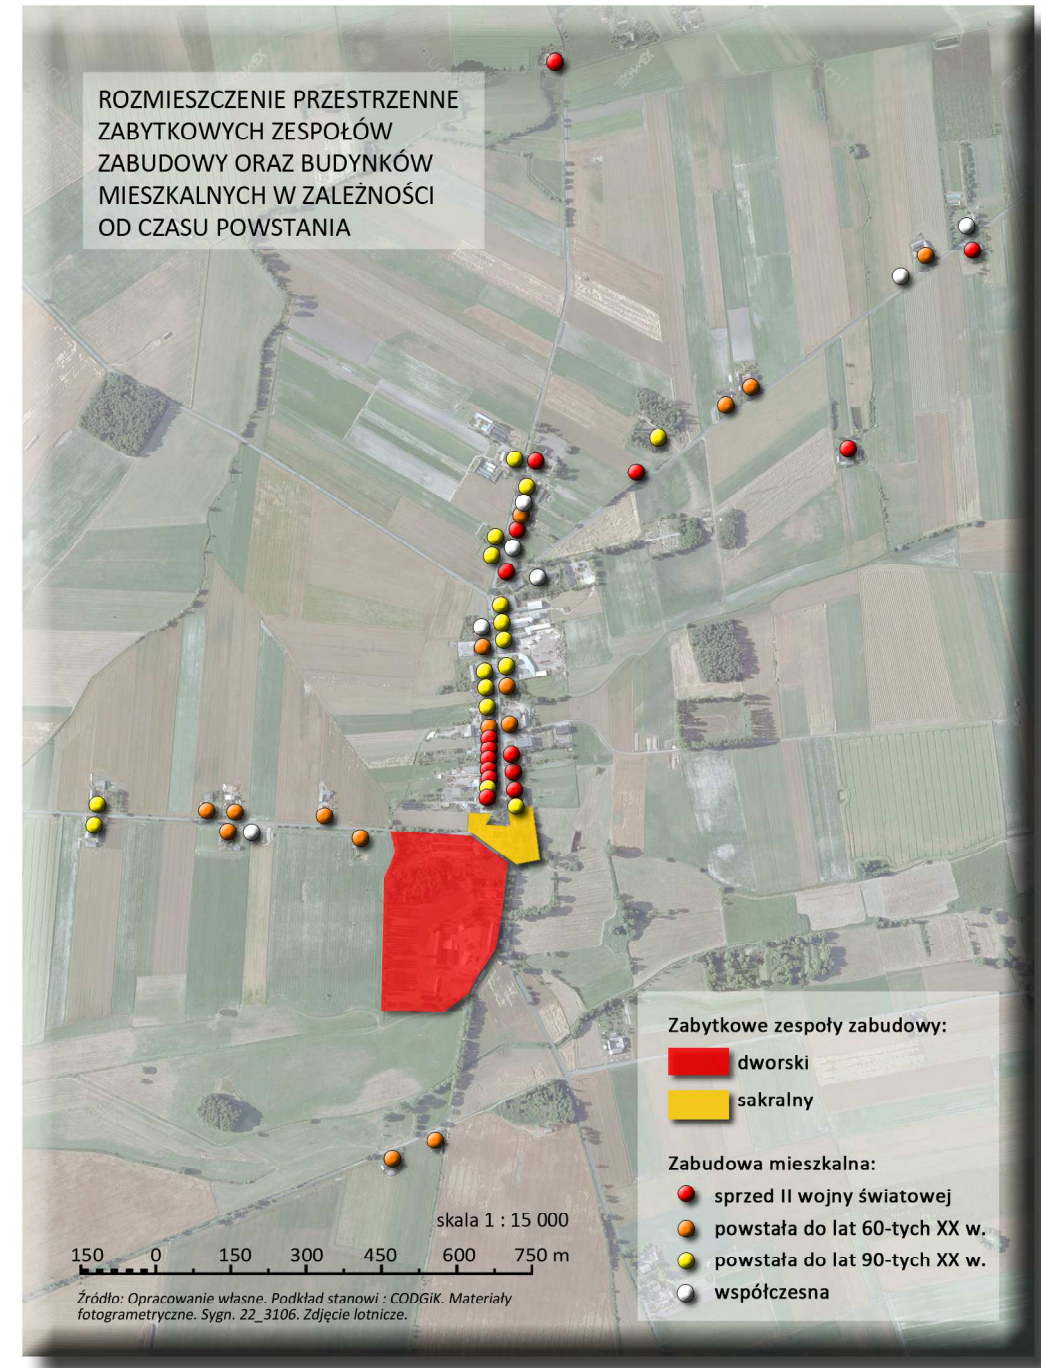 ROZMIESZCZENIE PRZESTRZENNE
ZABYTKOWYCH ZESPOŁÓW
ZABUDOWY ORAZ BUDYNKÓW
MIESZKALNYCH W ZALEŻNOŚCI
OD CZASU POWSTANIA
Zabytkowe zespoły zabudowy:
dworski
sakralny
Zabudowa mieszkalna:
sprzed II wojny światowej
powstała do lat 60-tych XX w.
powstała do lat 90-tych XX w.
współczesna
skala 1 : 15 000
150 0 150 300 450 600 750 m
Źródło: Opracowanie własne. Podkład stanowi : CODGiK. Materiały
fotogrametryczne. Sygn. 22_3106. Zdjęcie lotnicze.